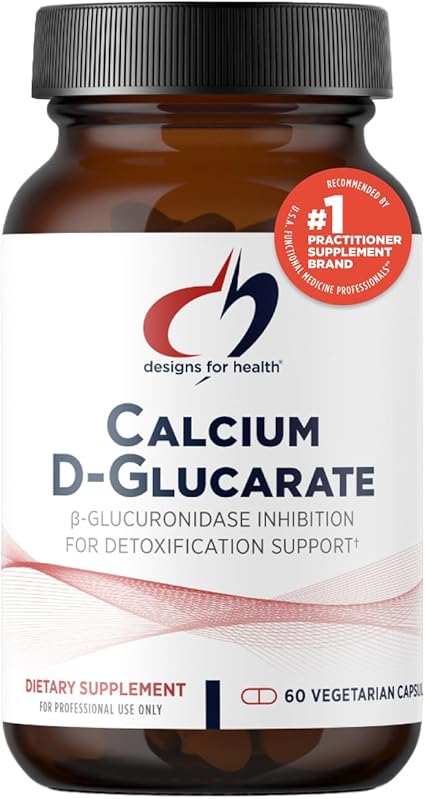 RECOMMENDED BY
U.S.A. FUNCTIONAL MEDICINE PROFESSIONALS**
#1
PRACTITIONER
SUPPLEMENT
BRAND
designs for health®
CALCIUM
D-GLUCARATE
β-GLUCURONIDASE INHIBITION
FOR DETOXIFICATION SUPPORT†
DIETARY SUPPLEMENT
FOR PROFESSIONAL USE ONLY
60 VEGETARIAN